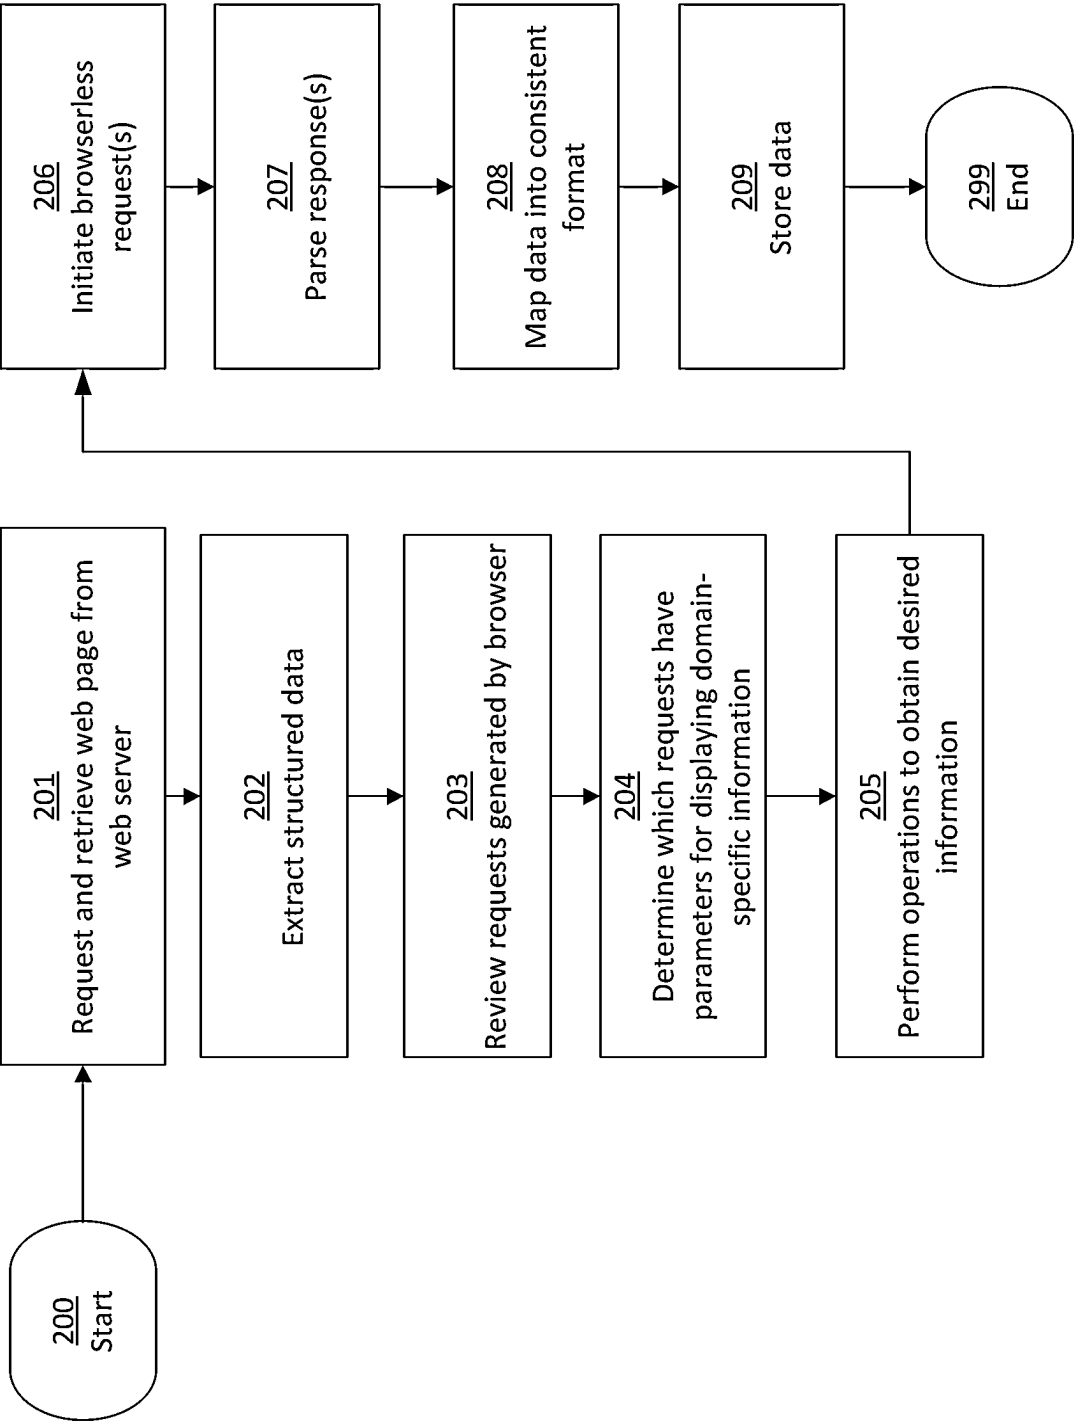 200
Start
201
Request and retrieve web page from
web server
202
Extract structured data
203
Review requests generated by browser
204
Determine which requests have
parameters for displaying domain-
specific information
205
Perform operations to obtain desired
information
206
Initiate browserless
request(s)
207
Parse response(s)
208
Map data into consistent
format
209
Store data
299
End